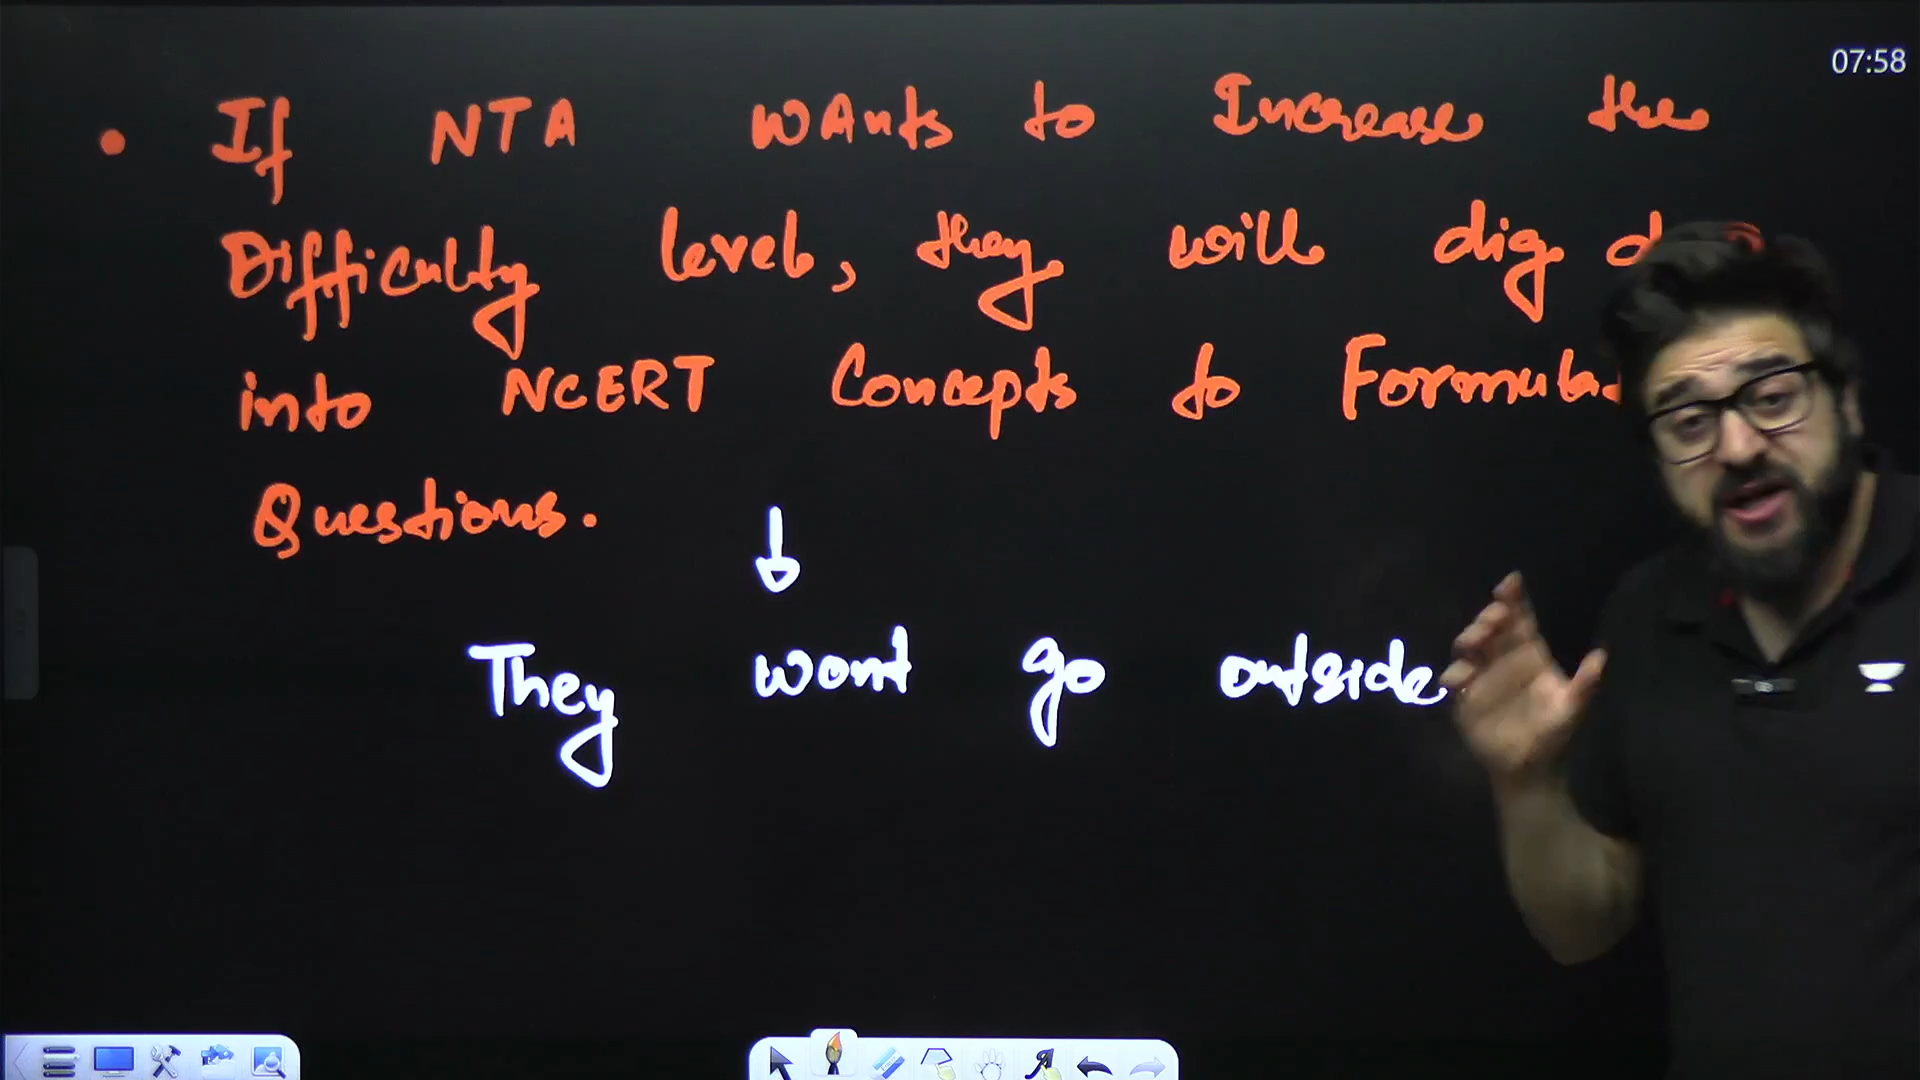 07:58
• If NTA wants to Increase the
Difficulty level, they will dig
into NCERT Concepts to
Questions.
They wont go outside